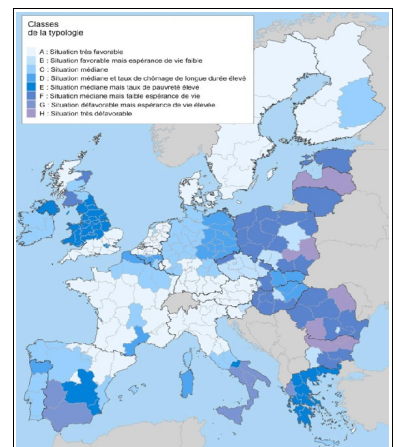 Classes
de la typologie
A : Situation très favorable
B : Situation favorable mais espérance de vie faible
C : Situation médiane
D : Situation médiane et taux de chômage de longue durée élevé
E : Situation médiane mais taux de pauvreté élevé
F : Situation médiane mais faible espérance de vie
G : Situation défavorable mais espérance de vie élevée
H : Situation très défavorable